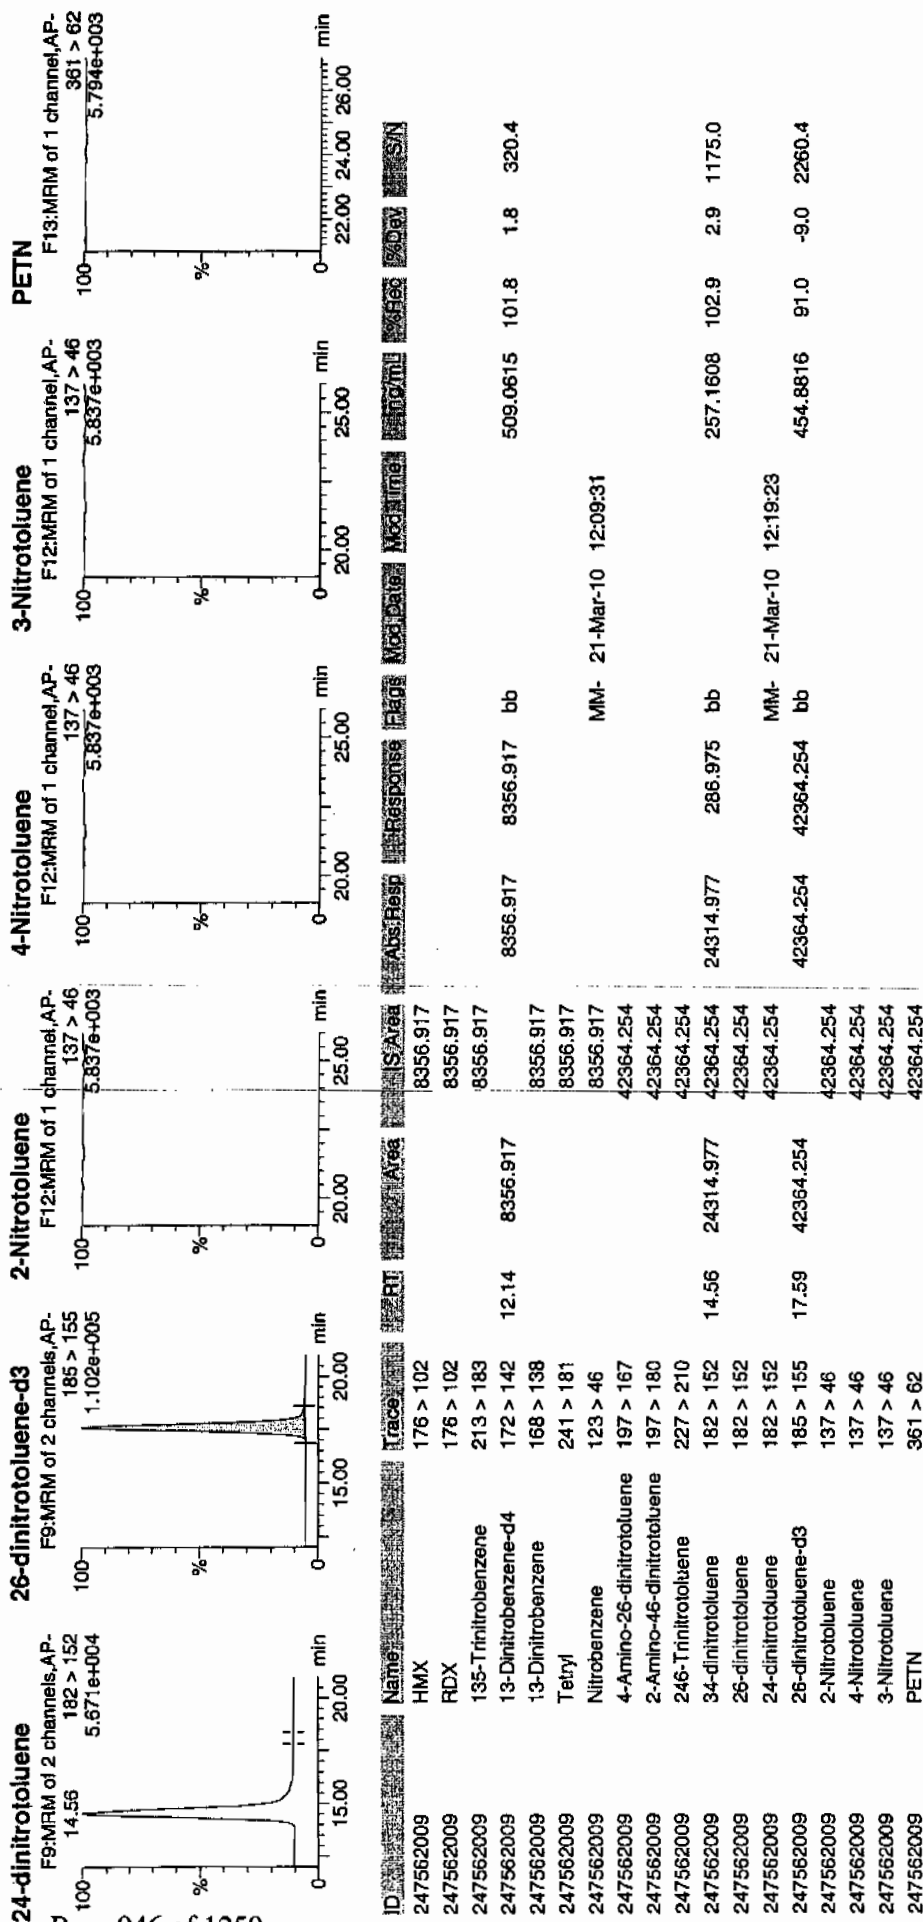 24-dinitrotoluene
F9:MRM of 2 channels,AP-
182 > 152
5.671e+004
14.56
100
%
0
15.00
20.00
min
26-dinitrotoluene-d3
F9:MRM of 2 channels,AP-
185 > 155
1.102e+005
100
%
0
15.00
20.00
min
2-Nitrotoluene
F12:MRM of 1 channel,AP-
137 > 46
5.837e+003
100
%
0
20.00
25.00
min
4-Nitrotoluene
F12:MRM of 1 channel,AP-
137 > 46
5.837e+003
100
%
0
20.00
25.00
min
3-Nitrotoluene
F12:MRM of 1 channel,AP-
137 > 46
5.837e+003
100
%
0
20.00
25.00
min
PETN
F13:MRM of 1 channel,AP-
361 > 62
5.794e+003
100
%
0
22.00
24.00
26.00
min
ID Name Trace RT Area IS Area Abs.Resp Response Flags Mod.Date Mod.Time ng/mL %Rec %Dev S/N
247562009 HMX 176 > 102 8356.917
247562009 RDX 176 > 102 8356.917
247562009 135-Trinitrobenzene 213 > 183 8356.917
247562009 13-Dinitrobenzene-d4 172 > 142 12.14 8356.917 8356.917 8356.917 bb 509.0615 101.8 1.8 320.4
247562009 13-Dinitrobenzene 168 > 138 8356.917
247562009 Tetryl 241 > 181 8356.917
247562009 Nitrobenzene 123 > 46 8356.917 MM- 21-Mar-10 12:09:31
247562009 4-Amino-26-dinitrotoluene 197 > 167 42364.254
247562009 2-Amino-46-dinitrotoluene 197 > 180 42364.254
247562009 246-Trinitrotoluene 227 > 210 42364.254
247562009 34-dinitrotoluene 182 > 152 14.56 24314.977 42364.254 24314.977 286.975 bb 257.1608 102.9 2.9 1175.0
247562009 26-dinitrotoluene 182 > 152 42364.254
247562009 24-dinitrotoluene 182 > 152 42364.254 MM- 21-Mar-10 12:19:23
247562009 26-dinitrotoluene-d3 185 > 155 17.59 42364.254 42364.254 42364.254 bb 454.8816 91.0 -9.0 2260.4
247562009 2-Nitrotoluene 137 > 46 42364.254
247562009 4-Nitrotoluene 137 > 46 42364.254
247562009 3-Nitrotoluene 137 > 46 42364.254
247562009 PETN 361 > 62 42364.254